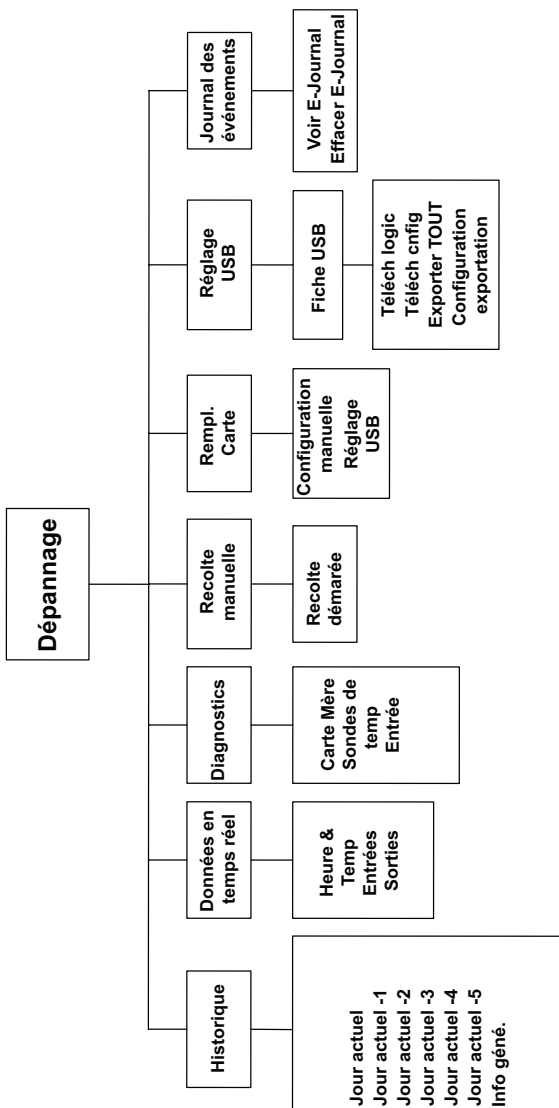 Dépannage
Historique
Jour actuel
Jour actuel -1
Jour actuel -2
Jour actuel -3
Jour actuel -4
Jour actuel -5
Info géné.
Données en
temps réel
Heure &
Temp
Entrées
Sorties
Diagnostics
Carte Mère
Sondes de
temp
Entrée
Recolte
manuelle
Recolte
démarée
Rempl.
Carte
Configuration
manuelle
Réglage
USB
Réglage
USB
Fiche USB
Téléch logic
Téléch cnfig
Exporter TOUT
Configuration
exportation
Journal des
événements
Voir E-Journal
Effacer E-Journal